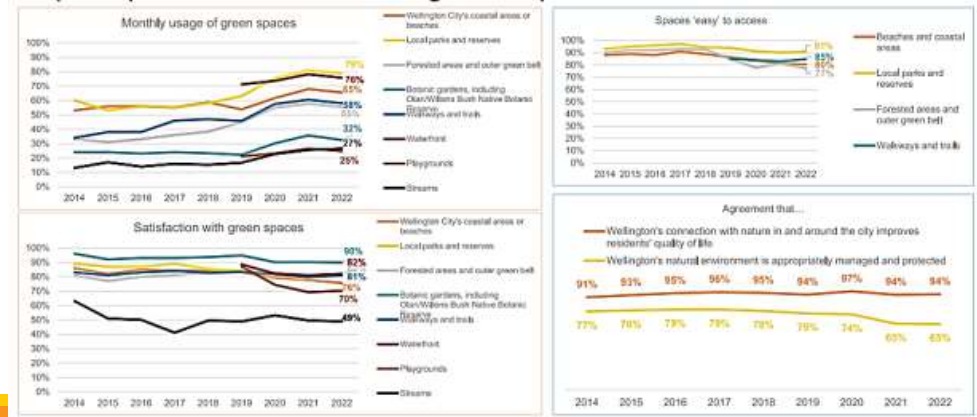 Monthly usage of green spaces
100%
90%
80%
70%
60%
50%
40%
30%
20%
10%
0%
2014 2015 2016 2017 2018 2019 2020 2021 2022
79%
76%
65%
58%
55%
32%
27%
25%
Wellington City's coastal areas or
beaches
Local parks and reserves
Forested areas and outer green belt
Botanic gardens, including
Otari/Wiltons Bush Native Botanic
Reserve
Walkways and trails
Waterfront
Playgrounds
Streams
Spaces 'easy' to access
100%
90%
80%
70%
60%
50%
40%
30%
20%
10%
0%
2014 2015 2016 2017 2018 2019 2020 2021 2022
91%
85%
80%
77%
Beaches and coastal
areas
Local parks and
reserves
Forested areas and
outer green belt
Walkways and trails
Satisfaction with green spaces
100%
90%
80%
70%
60%
50%
40%
30%
20%
10%
0%
2014 2015 2016 2017 2018 2019 2020 2021 2022
90%
82%
81%
76%
70%
49%
Wellington City's coastal areas or
beaches
Local parks and reserves
Forested areas and outer green belt
Botanic gardens, including
Otari/Wiltons Bush Native Botanic
Reserve
Walkways and trails
Waterfront
Playgrounds
Streams
Agreement that...
Wellington's connection with nature in and around the city improves
residents' quality of life
Wellington's natural environment is appropriately managed and protected
91% 93% 95% 96% 95% 94% 97% 94% 94%
77% 78% 79% 79% 78% 76% 74% 65% 65%
2014 2015 2016 2017 2018 2019 2020 2021 2022